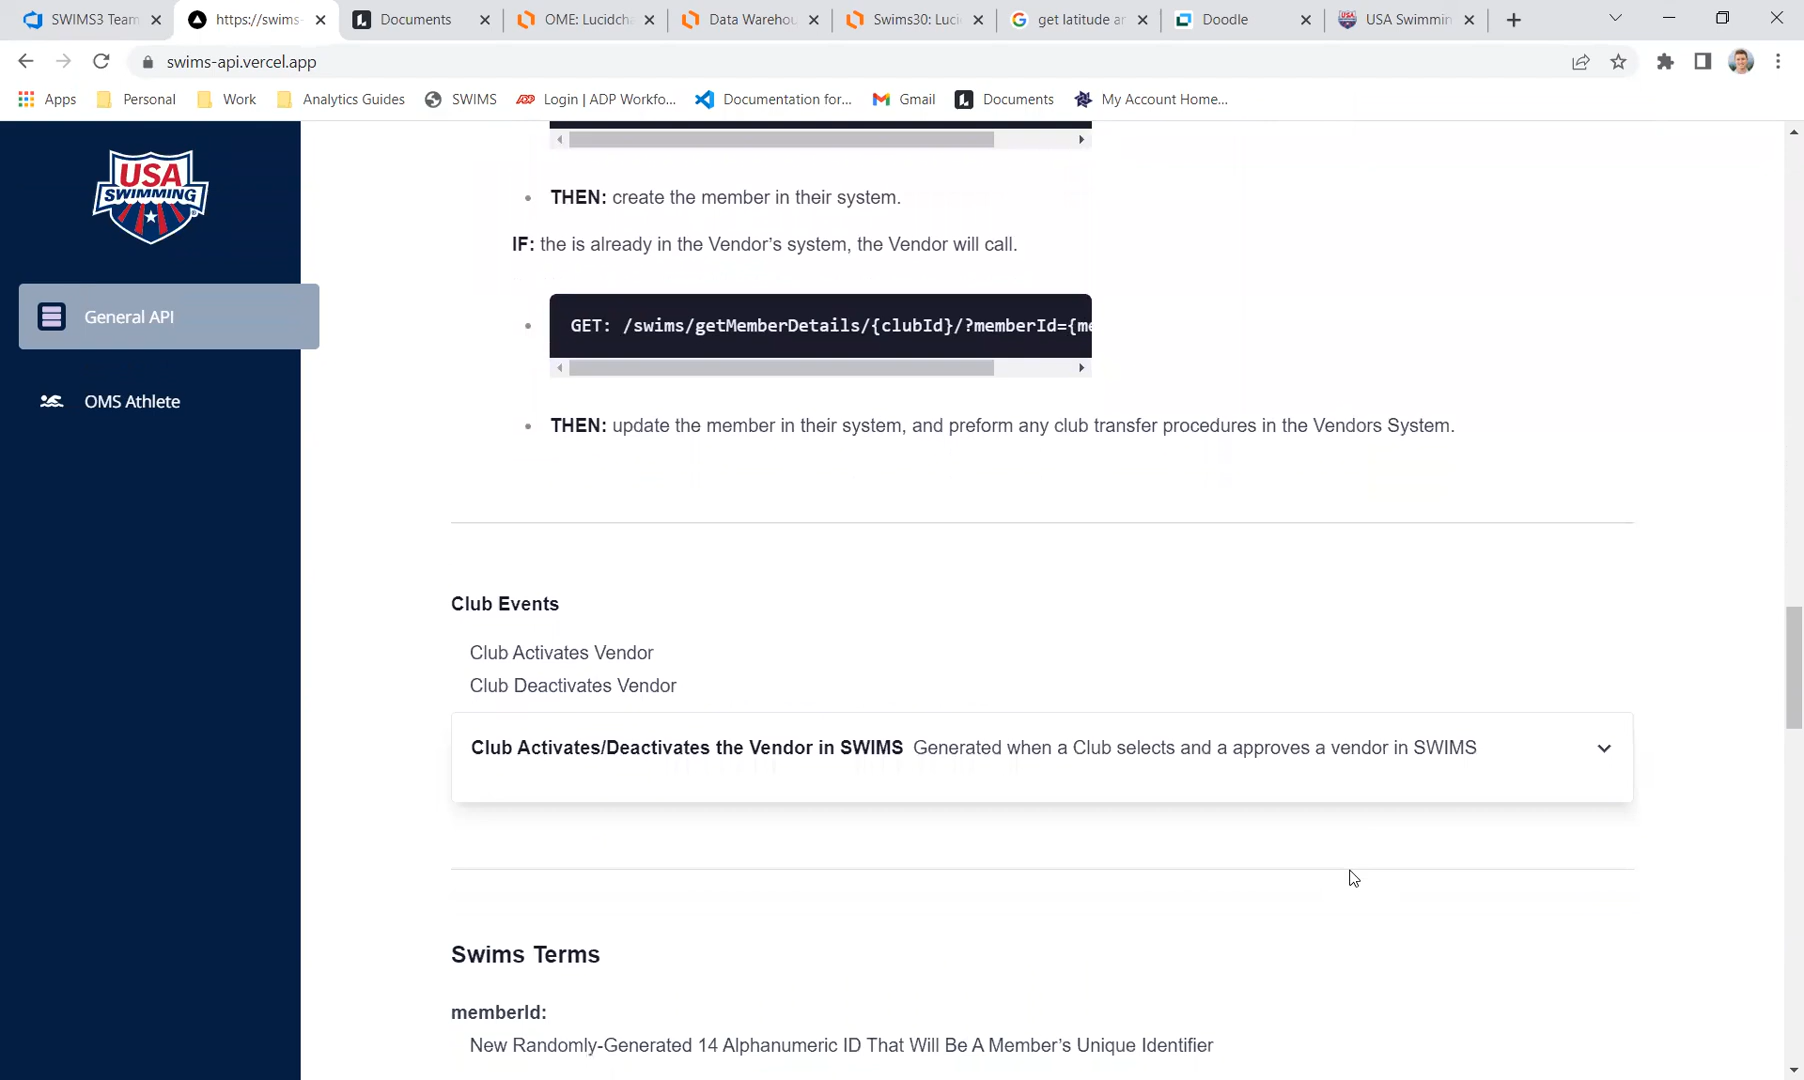 SWIMS3 Team
https://swims-
Documents
OME: Lucidcha
Data Warehou
Swims30: Luci
get latitude a
Doodle
USA Swimmin
swims-api.vercel.app
Apps
Personal
Work
Analytics Guides
SWIMS
Login | ADP Workfo...
Documentation for...
Gmail
Documents
My Account Home...
USA
SWIMMING
General API
OMS Athlete
• THEN: create the member in their system.
IF: the is already in the Vendor’s system, the Vendor will call.
GET: /swims/getMemberDetails/{clubId}/?memberId={me
• THEN: update the member in their system, and preform any club transfer procedures in the Vendors System.
Club Events
Club Activates Vendor
Club Deactivates Vendor
Club Activates/Deactivates the Vendor in SWIMS Generated when a Club selects and a approves a vendor in SWIMS
Swims Terms
memberId:
New Randomly-Generated 14 Alphanumeric ID That Will Be A Member’s Unique Identifier